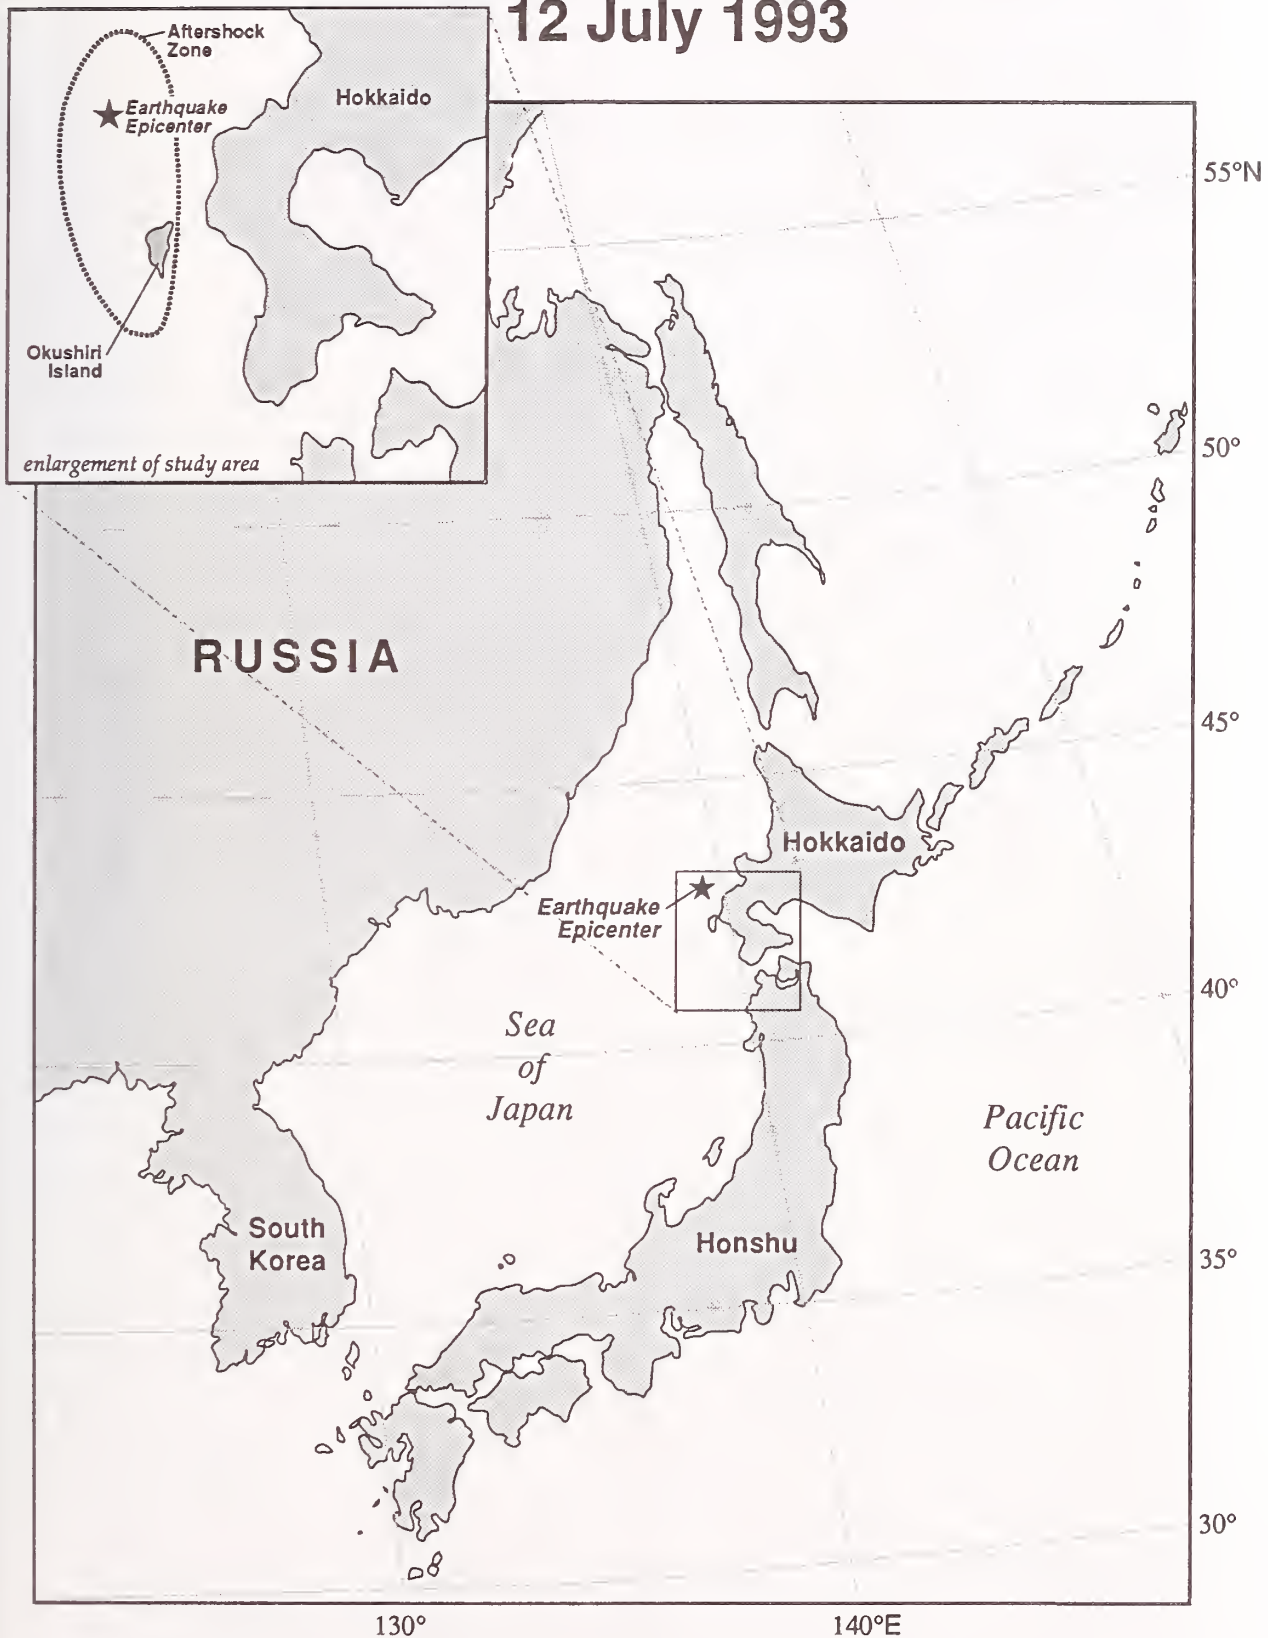 12 July 1993
Aftershock
Zone
Earthquake
Epicenter
Hokkaido
Okushiri
Island
enlargement of study area
55°N
50°
45°
40°
35°
30°
RUSSIA
Hokkaido
Earthquake
Epicenter
Sea
of
Japan
Pacific
Ocean
South
Korea
Honshu
130°
140°E